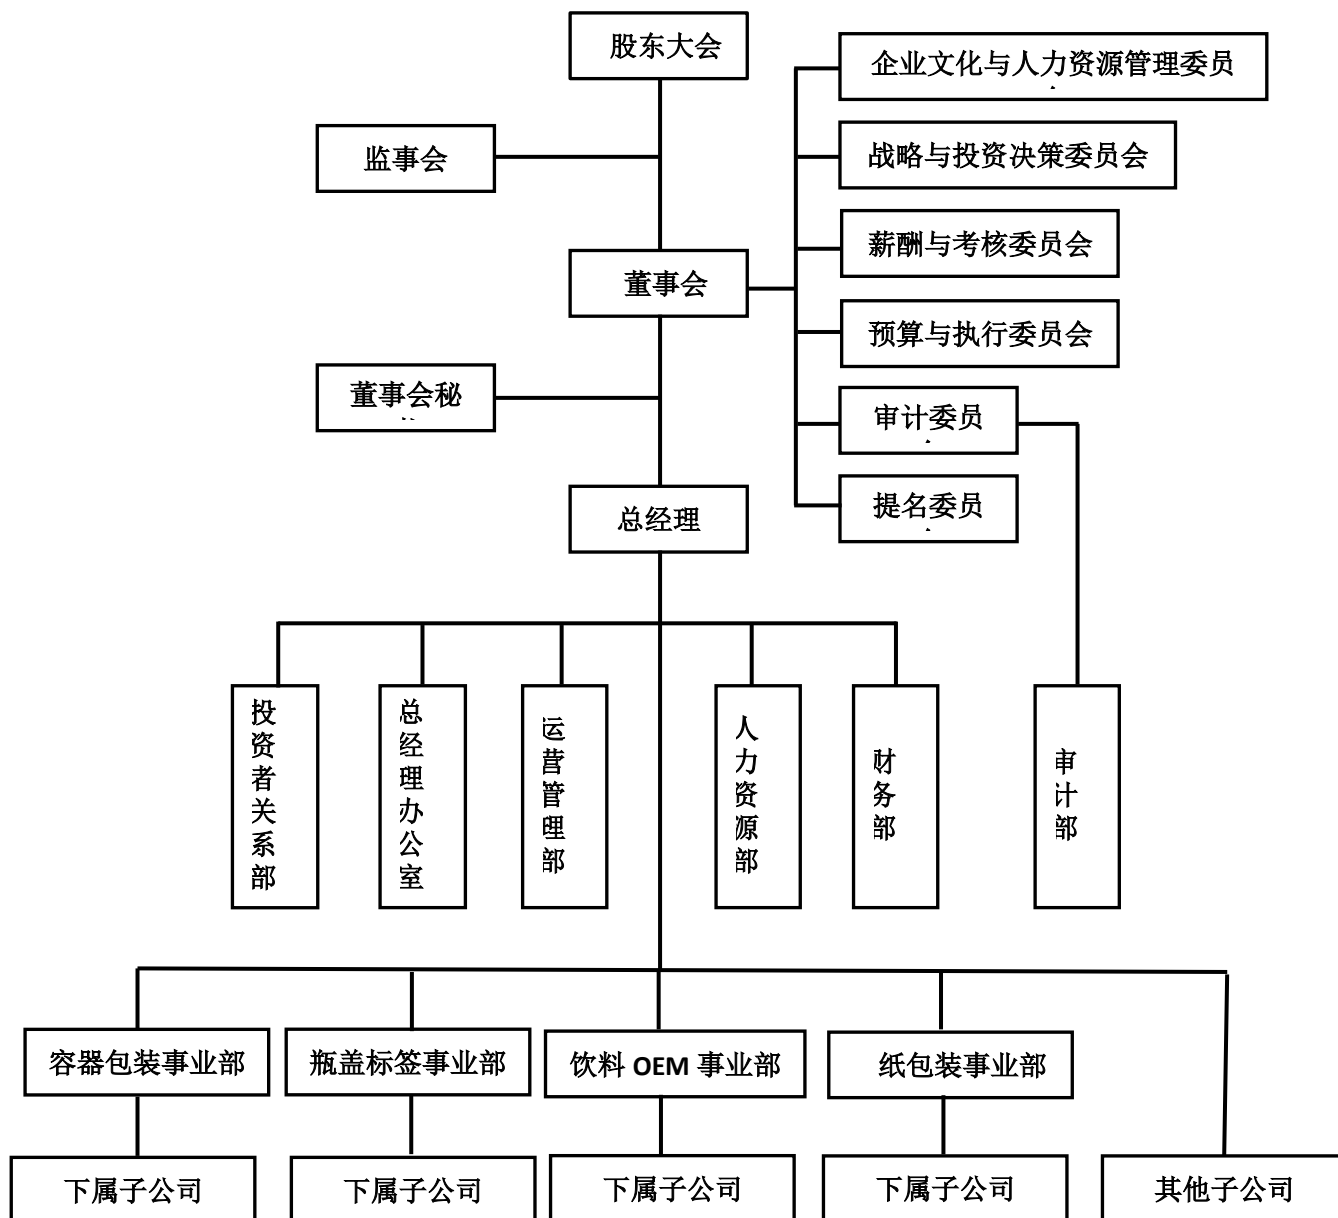 股东大会
企业文化与人力资源管理委员
监事会
战略与投资决策委员会
薪酬与考核委员会
董事会
预算与执行委员会
董事会秘
审计委员
提名委员
总经理
投资者关系部
总经理办公室
运营管理部
人力资源部
财务部
审计部
容器包装事业部
瓶盖标签事业部
饮料 OEM 事业部
纸包装事业部
下属子公司
下属子公司
下属子公司
下属子公司
其他子公司